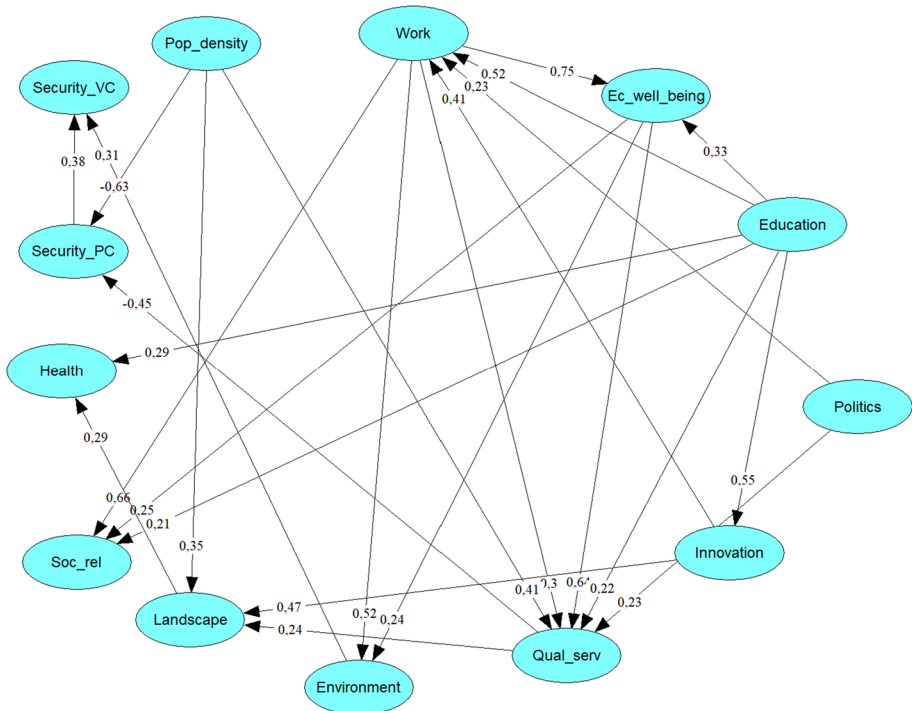 Work
Pop_density
0,52
0,75
Security_VC
0,23
Ec_well_being
0,41
0,31
0,33
0,38
-0,63
Education
Security_PC
-0,45
0,29
Health
Politics
0,29
0,55
0,66
0,25
0,21
0,35
Innovation
Soc_rel
0,41
0,22
0,47
0,52
0,24
0,23
Landscape
0,24
Qual_serv
Environment